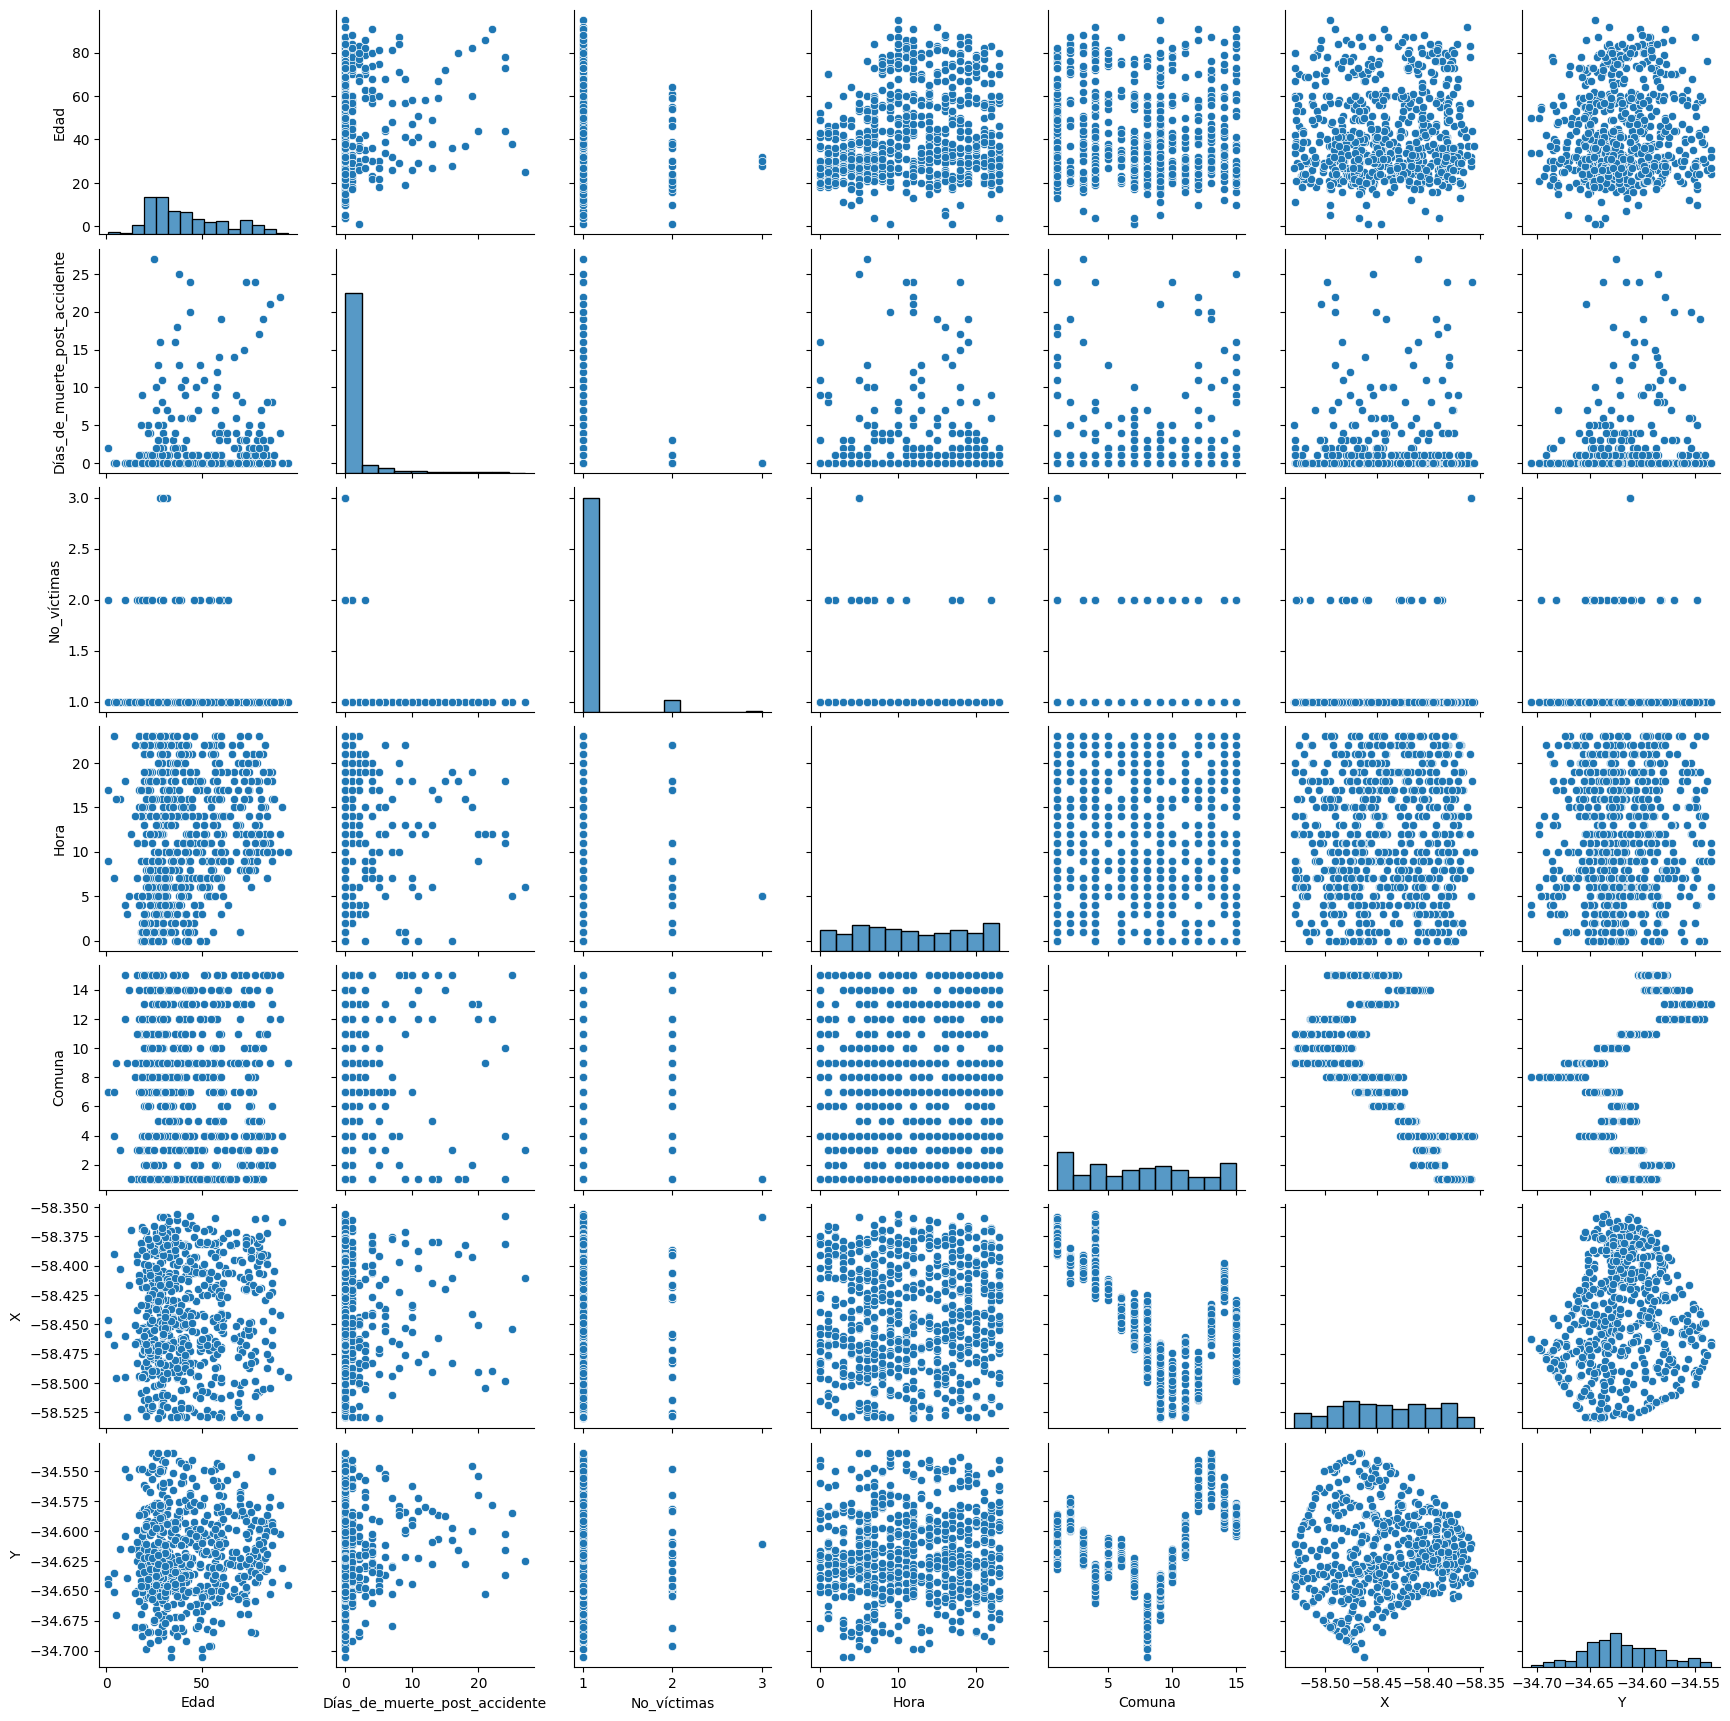 80
60
40
20
0
Edad
25
20
15
10
5
0
Días_de_muerte_post_accidente
3.0
2.5
2.0
1.5
1.0
No_víctimas
20
15
10
5
0
Hora
14
12
10
8
6
4
2
Comuna
−58.350
−58.375
−58.400
−58.425
−58.450
−58.475
−58.500
−58.525
X
−34.550
−34.575
−34.600
−34.625
−34.650
−34.675
−34.700
Y
0 50
Edad
0 20
Días_de_muerte_post_accidente
1 2 3
No_víctimas
0 10 20
Hora
5 10 15
Comuna
−58.50 −58.45 −58.40 −58.35
X
−34.70 −34.65 −34.60 −34.55
Y